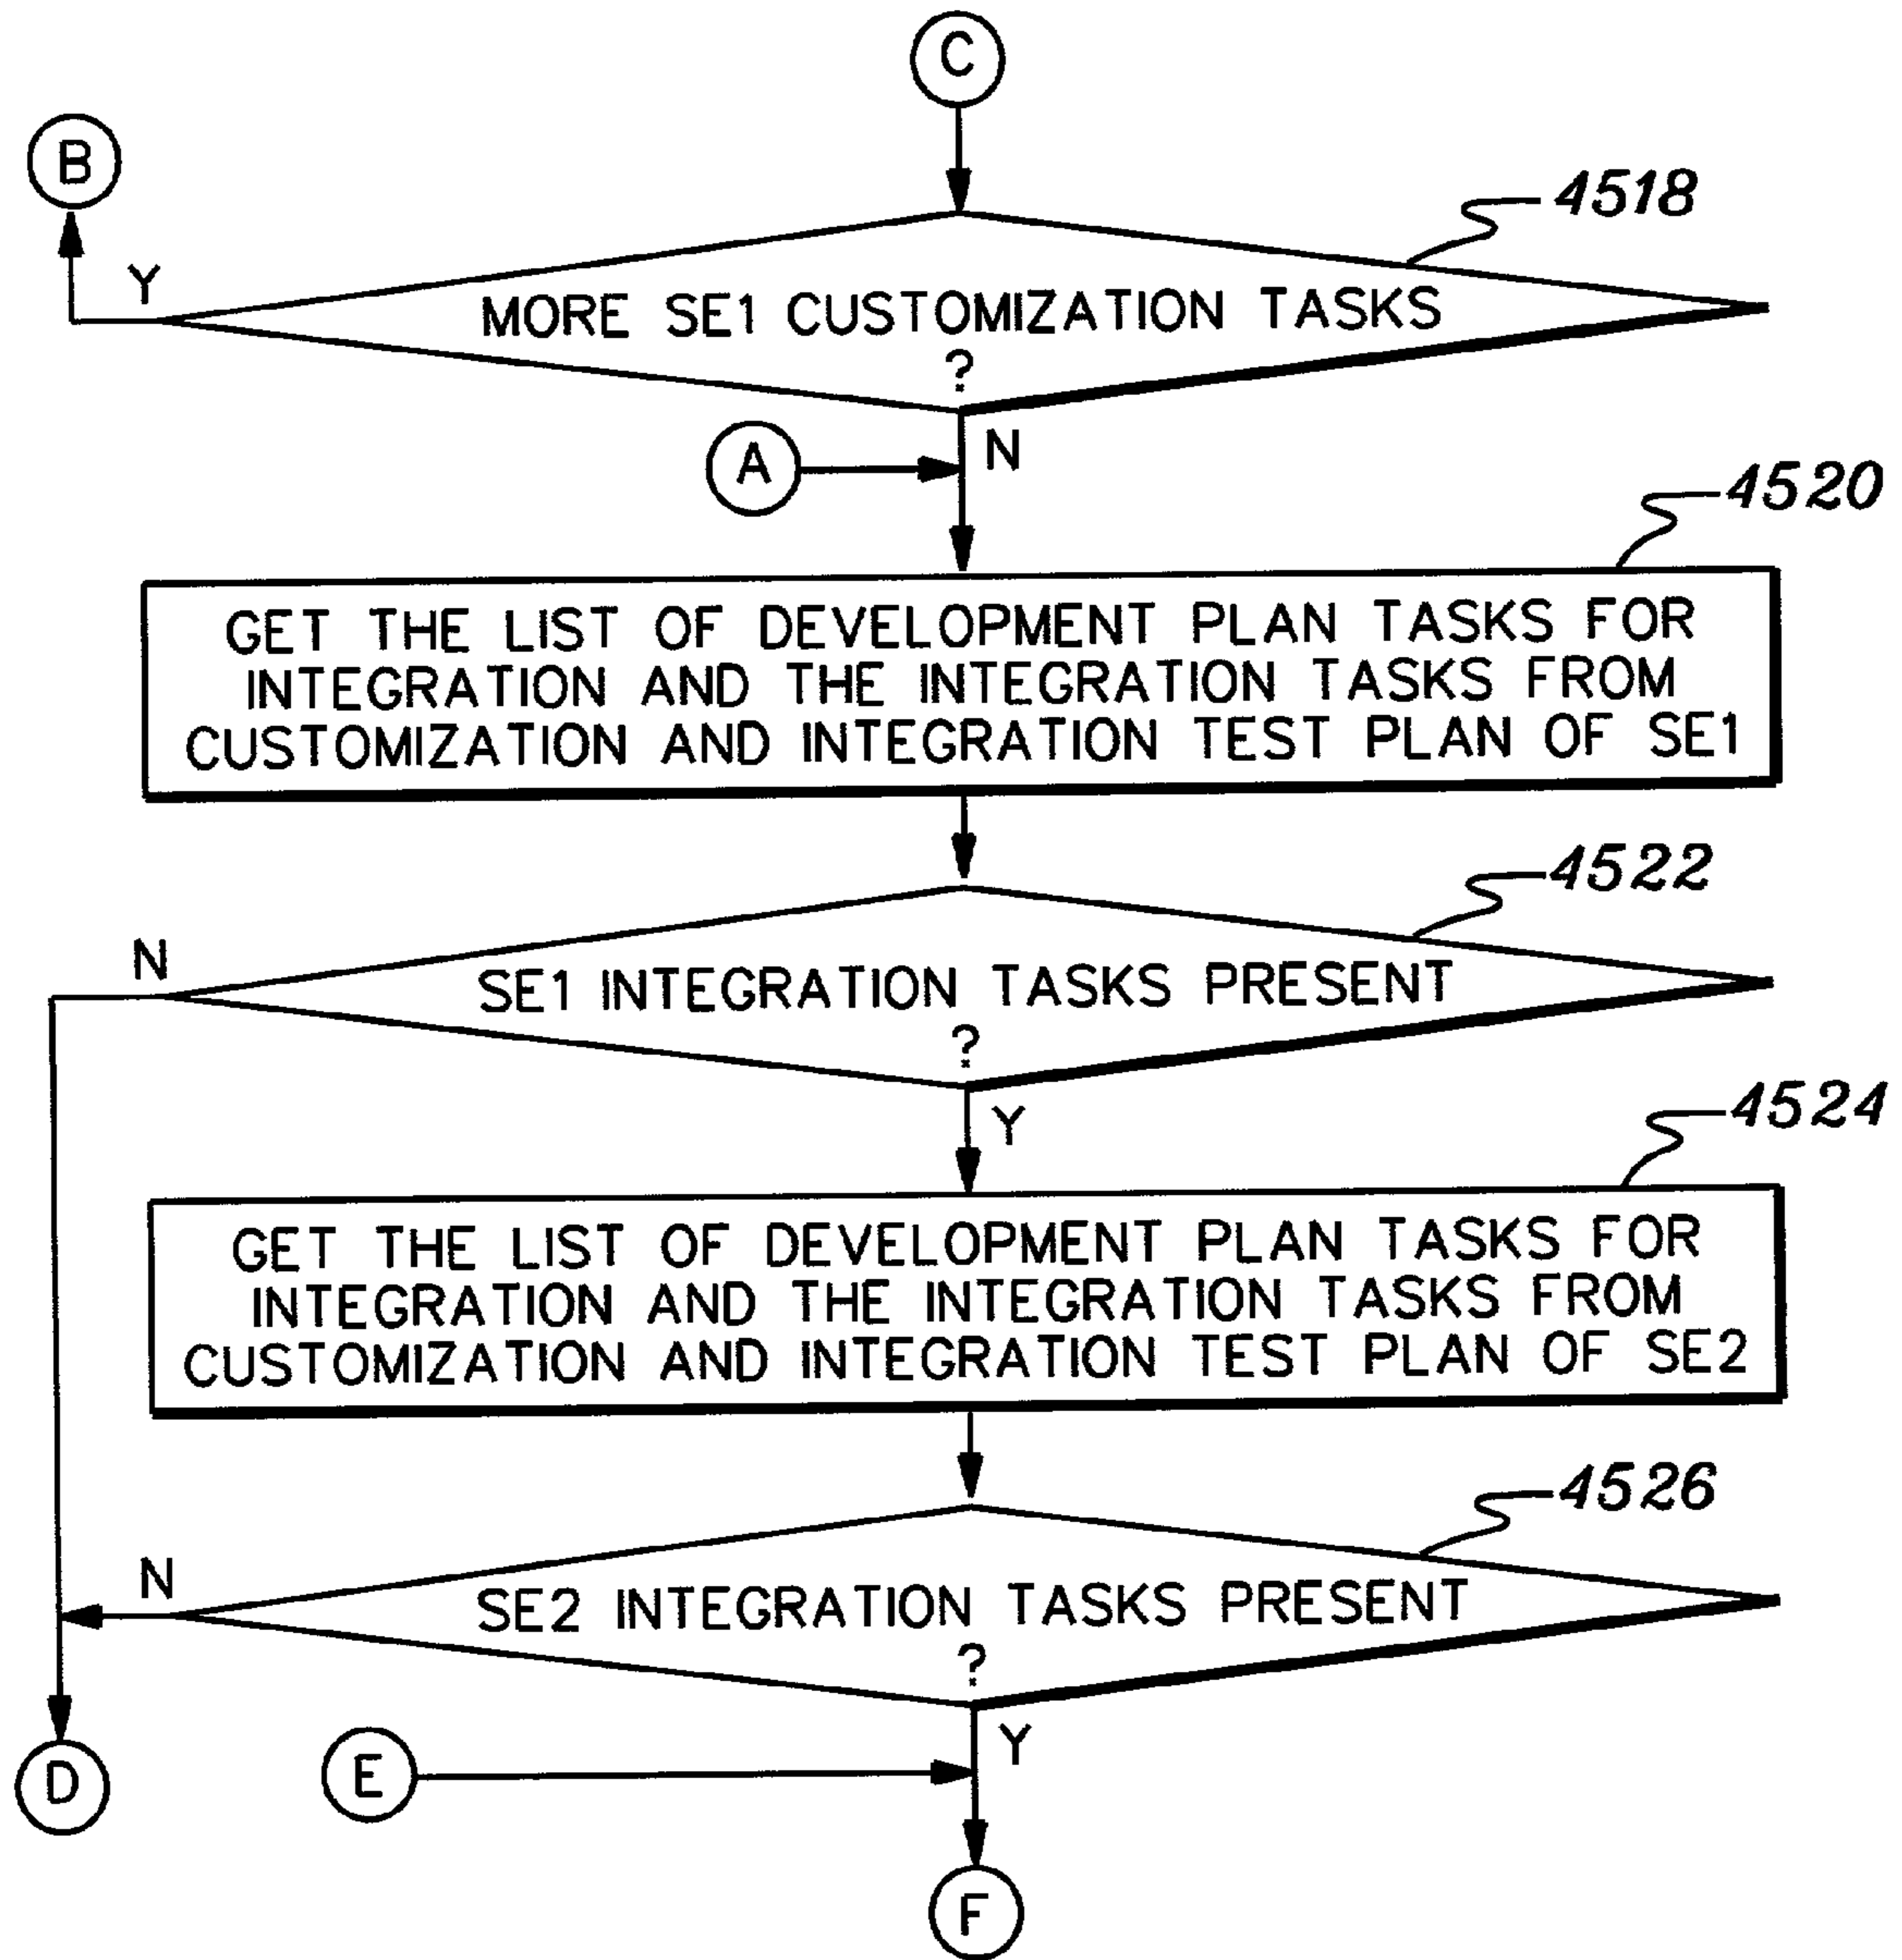 C
B
4518
Y
MORE SE1 CUSTOMIZATION TASKS
?
N
A
4520
GET THE LIST OF DEVELOPMENT PLAN TASKS FOR
INTEGRATION AND THE INTEGRATION TASKS FROM
CUSTOMIZATION AND INTEGRATION TEST PLAN OF SE1
4522
N
SE1 INTEGRATION TASKS PRESENT
?
Y
4524
GET THE LIST OF DEVELOPMENT PLAN TASKS FOR
INTEGRATION AND THE INTEGRATION TASKS FROM
CUSTOMIZATION AND INTEGRATION TEST PLAN OF SE2
4526
N
SE2 INTEGRATION TASKS PRESENT
?
Y
E
D
F